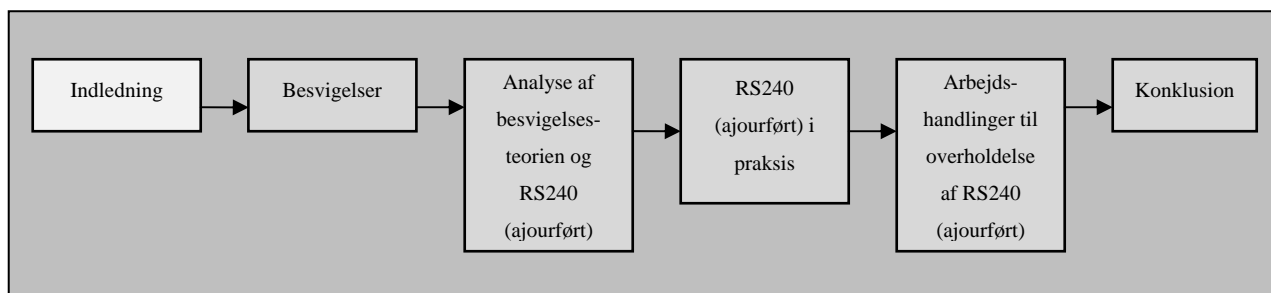 Indledning
Besvigelser
Analyse af
besvigelses-
teorien og
RS240
(ajourført)
RS240
(ajourført) i
praksis
Arbejds-
handlinger til
overholdelse
af RS240
(ajourført)
Konklusion